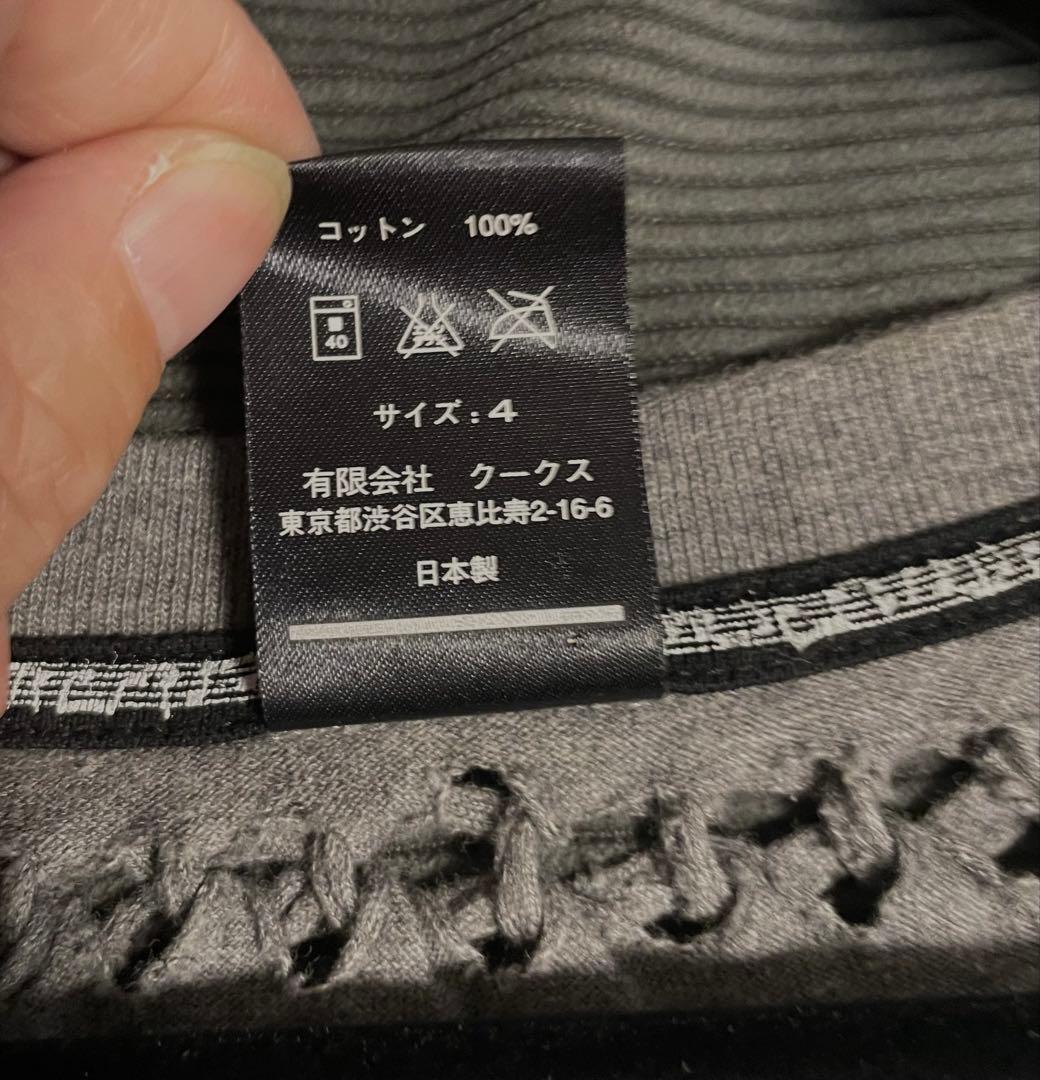 コットン 100%
40
サイズ：4
有限会社 クークス
東京都渋谷区恵比寿2-16-6
日本製